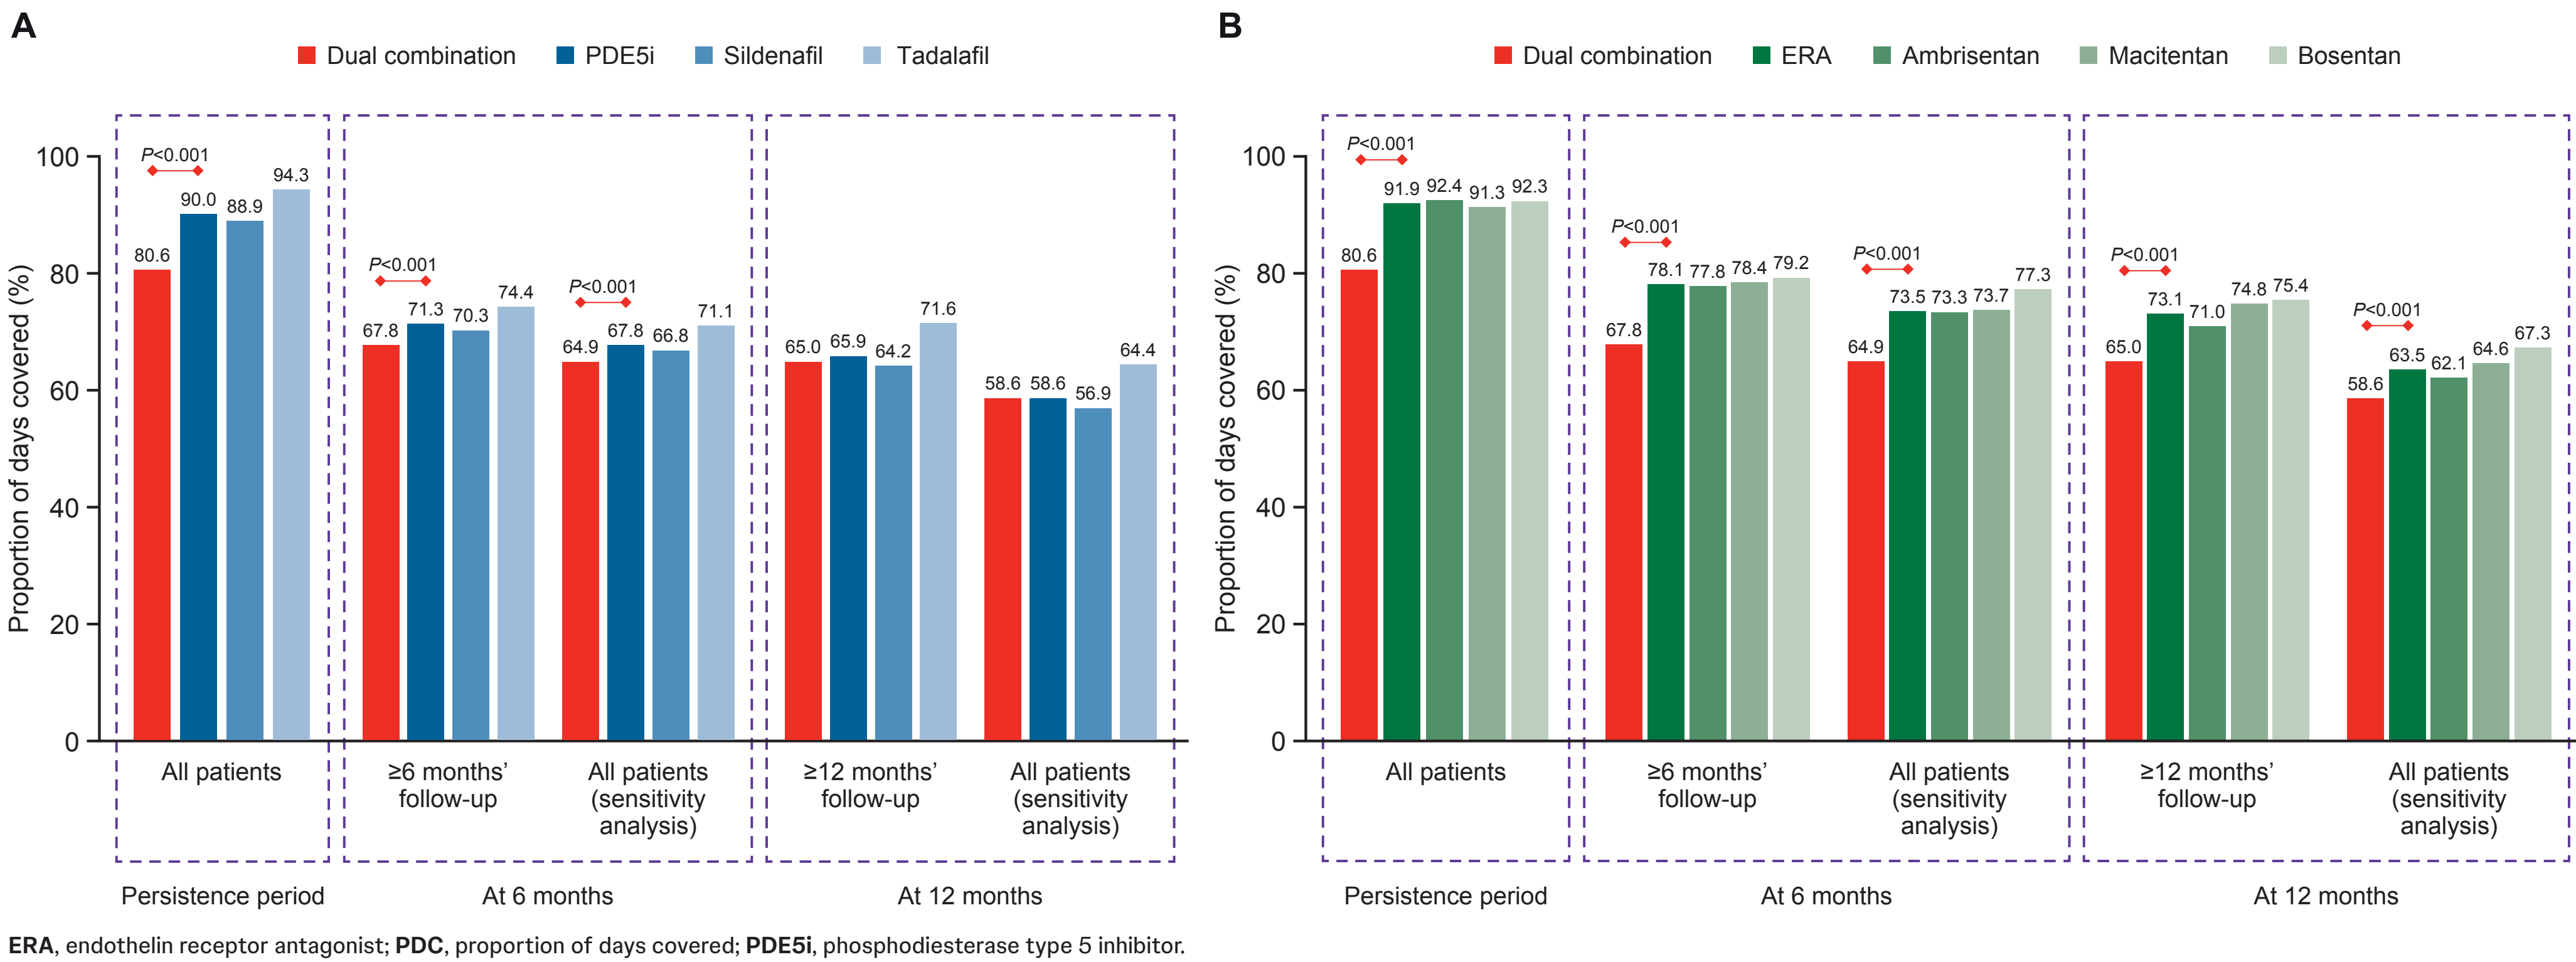 A
Dual combination PDE5i Sildenafil Tadalafil
Proportion of days covered (%)
100
80
60
40
20
0
P<0.001
80.6 90.0 88.9 94.3
P<0.001
67.8 71.3 70.3 74.4
P<0.001
64.9 67.8 66.8 71.1
65.0 65.9 64.2 71.6
58.6 58.6 56.9 64.4
All patients
≥6 months’
follow-up
All patients
(sensitivity
analysis)
≥12 months’
follow-up
All patients
(sensitivity
analysis)
Persistence period At 6 months At 12 months
B
Dual combination ERA Ambrisentan Macitentan Bosentan
Proportion of days covered (%)
100
80
60
40
20
0
P<0.001
80.6 91.9 92.4 91.3 92.3
P<0.001
67.8 78.1 77.8 78.4 79.2
P<0.001
64.9 73.5 73.3 73.7 77.3
P<0.001
65.0 73.1 71.0 74.8 75.4
P<0.001
58.6 63.5 62.1 64.6 67.3
All patients
≥6 months’
follow-up
All patients
(sensitivity
analysis)
≥12 months’
follow-up
All patients
(sensitivity
analysis)
Persistence period At 6 months At 12 months
ERA, endothelin receptor antagonist; PDC, proportion of days covered; PDE5i, phosphodiesterase type 5 inhibitor.